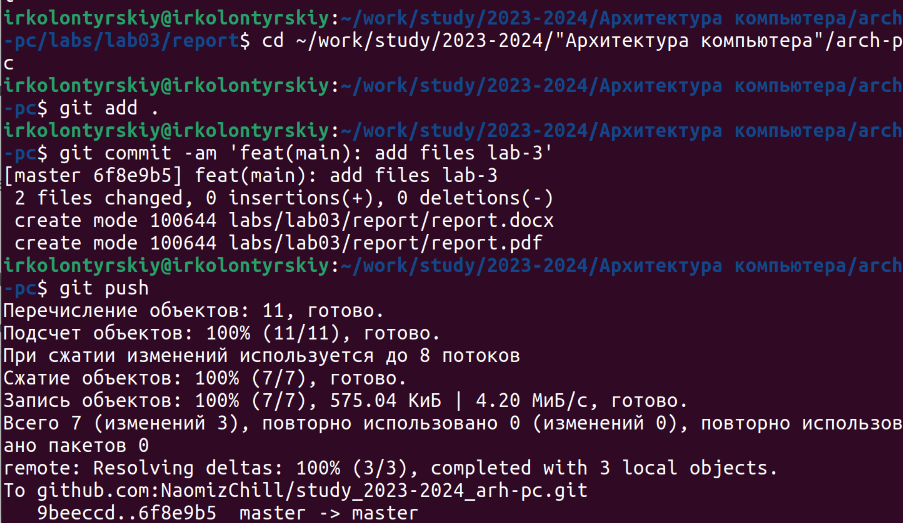 irkolontyrskiy@irkolontyrskiy:~/work/study/2023-2024/Архитектура компьютера/arch
-pc/labs/lab03/report$ cd ~/work/study/2023-2024/"Архитектура компьютера"/arch-p
c
irkolontyrskiy@irkolontyrskiy:~/work/study/2023-2024/Архитектура компьютера/arch
-pc$ git add .
irkolontyrskiy@irkolontyrskiy:~/work/study/2023-2024/Архитектура компьютера/arch
-pc$ git commit -am 'feat(main): add files lab-3'
[master 6f8e9b5] feat(main): add files lab-3
 2 files changed, 0 insertions(+), 0 deletions(-)
 create mode 100644 labs/lab03/report/report.docx
 create mode 100644 labs/lab03/report/report.pdf
irkolontyrskiy@irkolontyrskiy:~/work/study/2023-2024/Архитектура компьютера/arch
-pc$ git push
Перечисление объектов: 11, готово.
Подсчет объектов: 100% (11/11), готово.
При сжатии изменений используется до 8 потоков
Сжатие объектов: 100% (7/7), готово.
Запись объектов: 100% (7/7), 575.04 КиБ | 4.20 МиБ/с, готово.
Всего 7 (изменений 3), повторно использовано 0 (изменений 0), повторно использов
ано пакетов 0
remote: Resolving deltas: 100% (3/3), completed with 3 local objects.
To github.com:NaomizChill/study_2023-2024_arh-pc.git
   9beeccd..6f8e9b5  master -> master